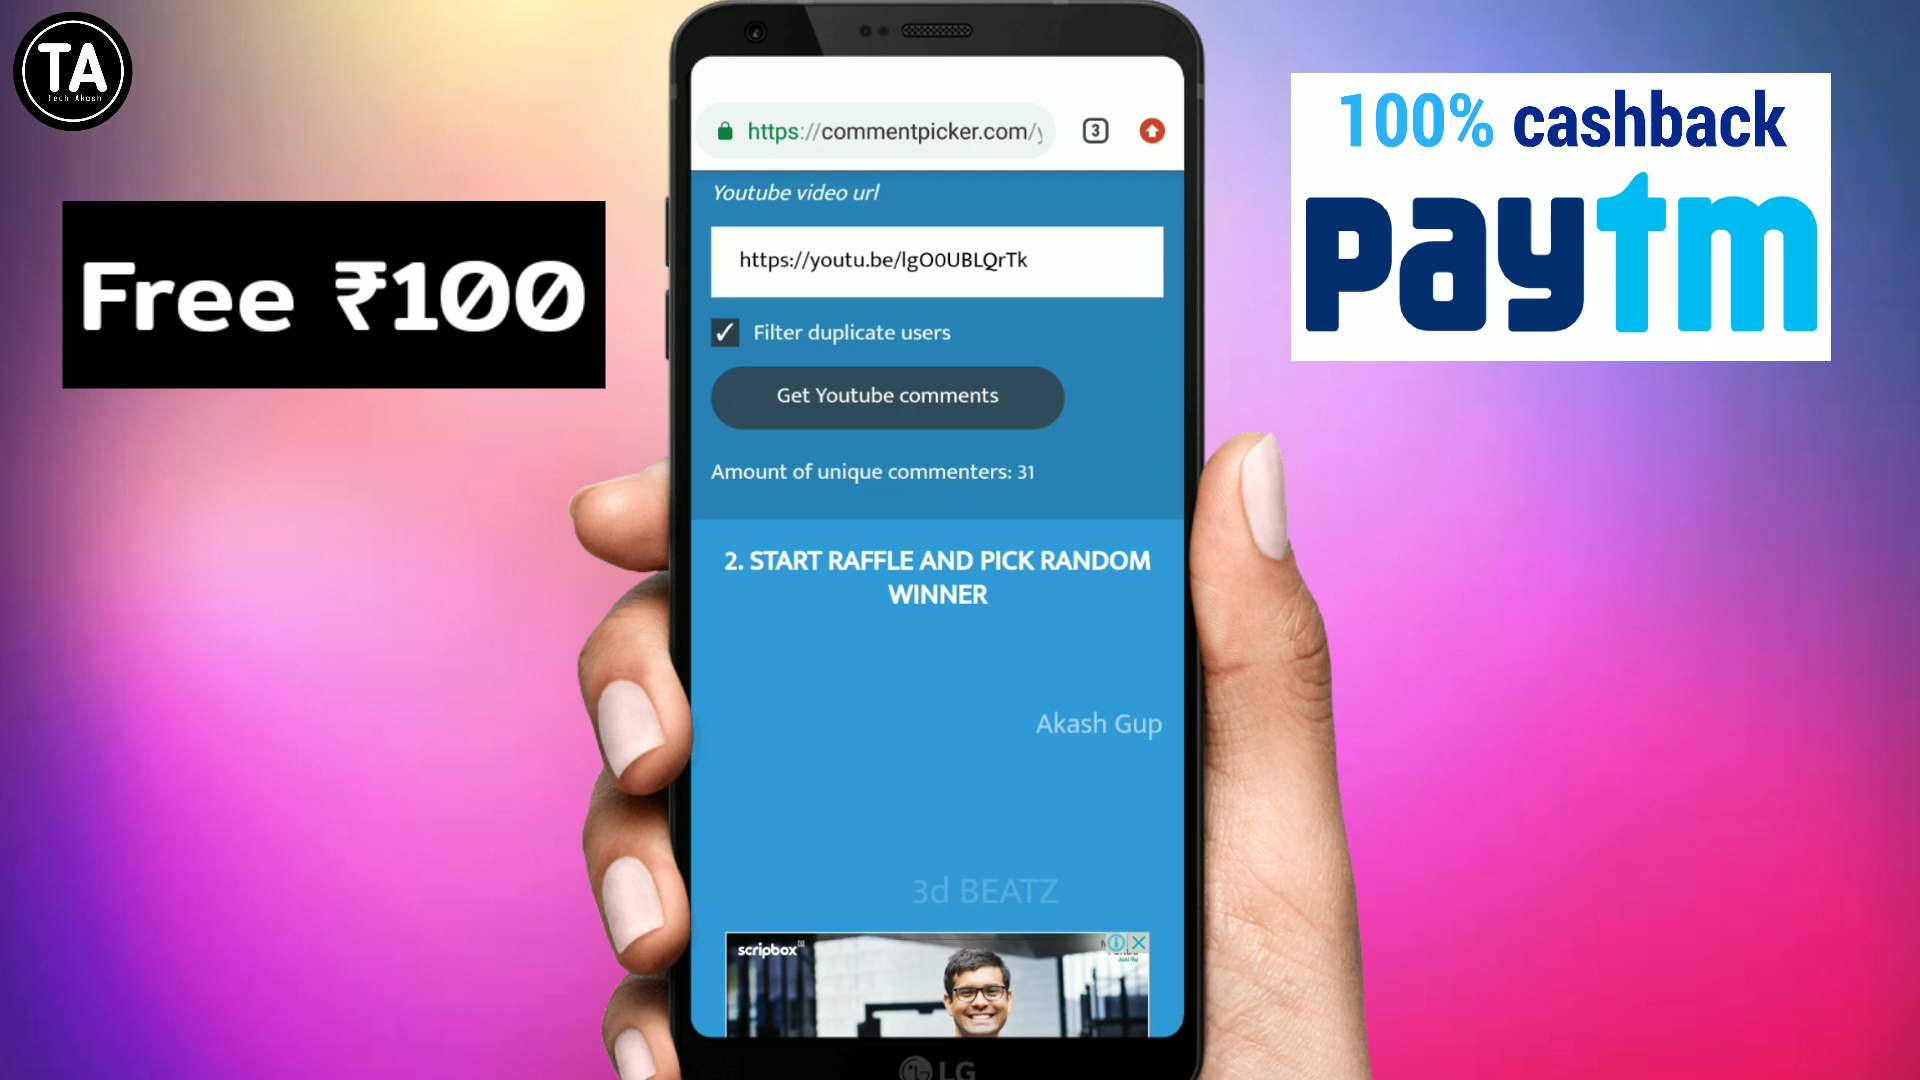 TA
Tech Akash
Free ₹100
100% cashback
paytm
https://commentpicker.com/y
3
Youtube video url
https://youtu.be/lgO0UBLQrTk
Filter duplicate users
Get Youtube comments
Amount of unique commenters: 31
2. START RAFFLE AND PICK RANDOM
WINNER
Akash Gup
3d BEATZ
scripbox
LG